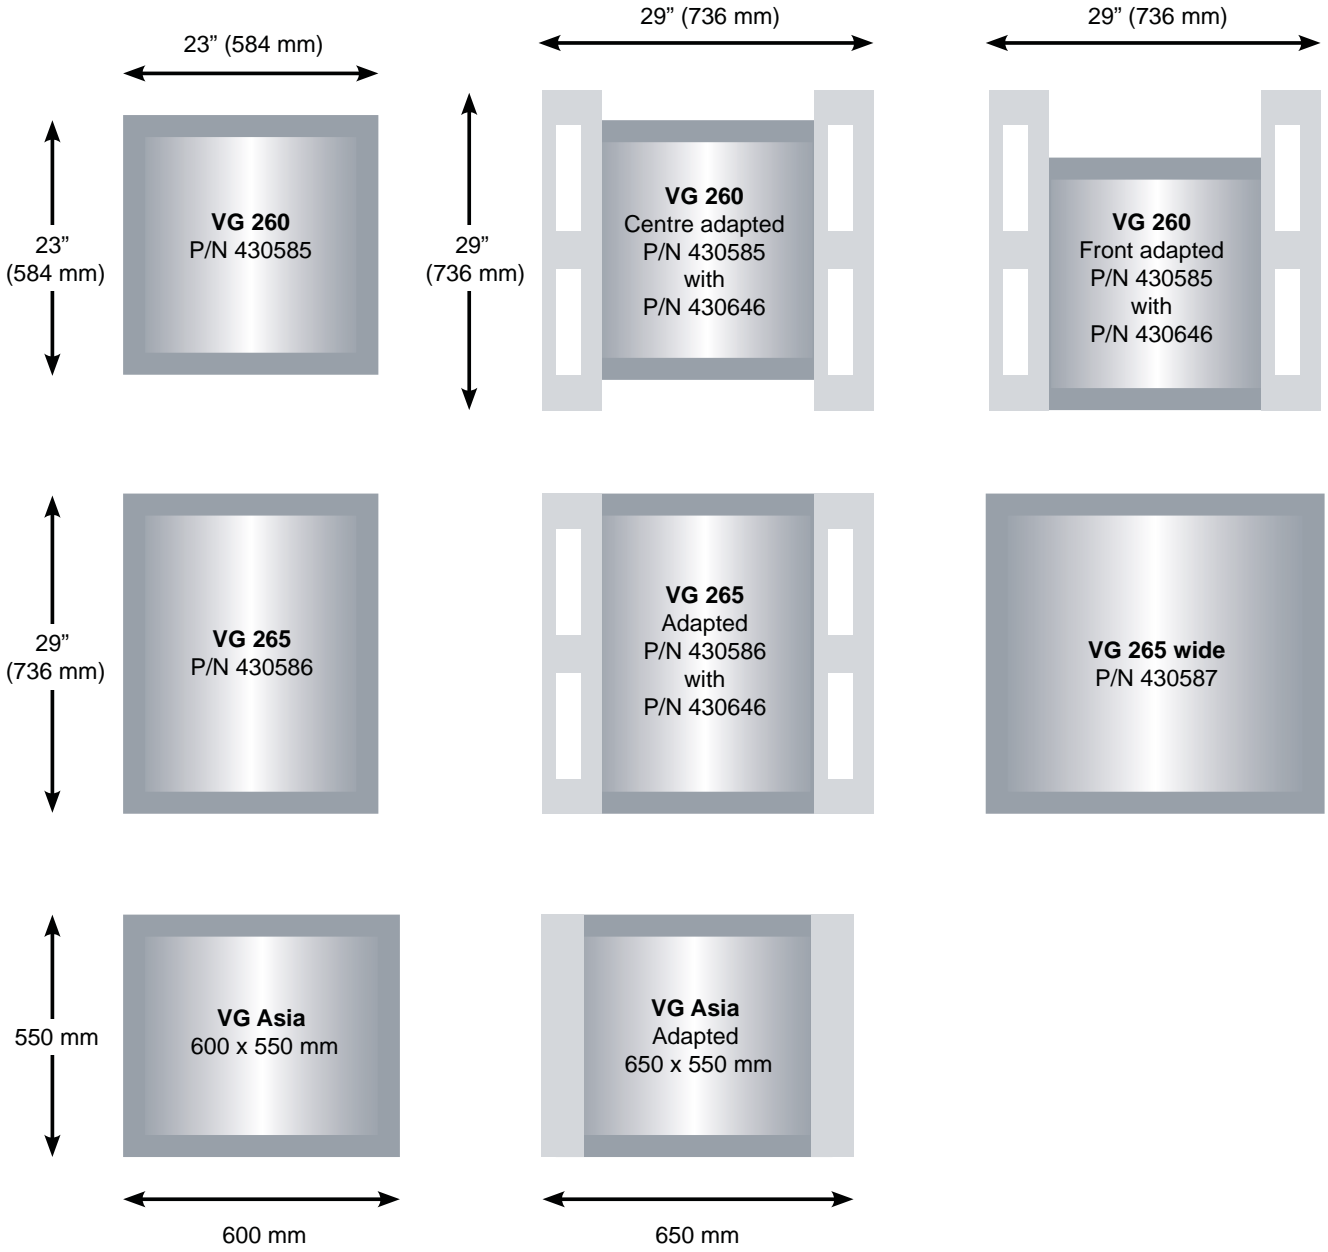 29” (736 mm)
29” (736 mm)
23” (584 mm)
23”
(584 mm)
VG 260
P/N 430585
29”
(736 mm)
VG 260
Centre adapted
P/N 430585
with
P/N 430646
VG 260
Front adapted
P/N 430585
with
P/N 430646
29”
(736 mm)
VG 265
P/N 430586
VG 265
Adapted
P/N 430586
with
P/N 430646
VG 265 wide
P/N 430587
550 mm
VG Asia
600 x 550 mm
VG Asia
Adapted
650 x 550 mm
600 mm
650 mm